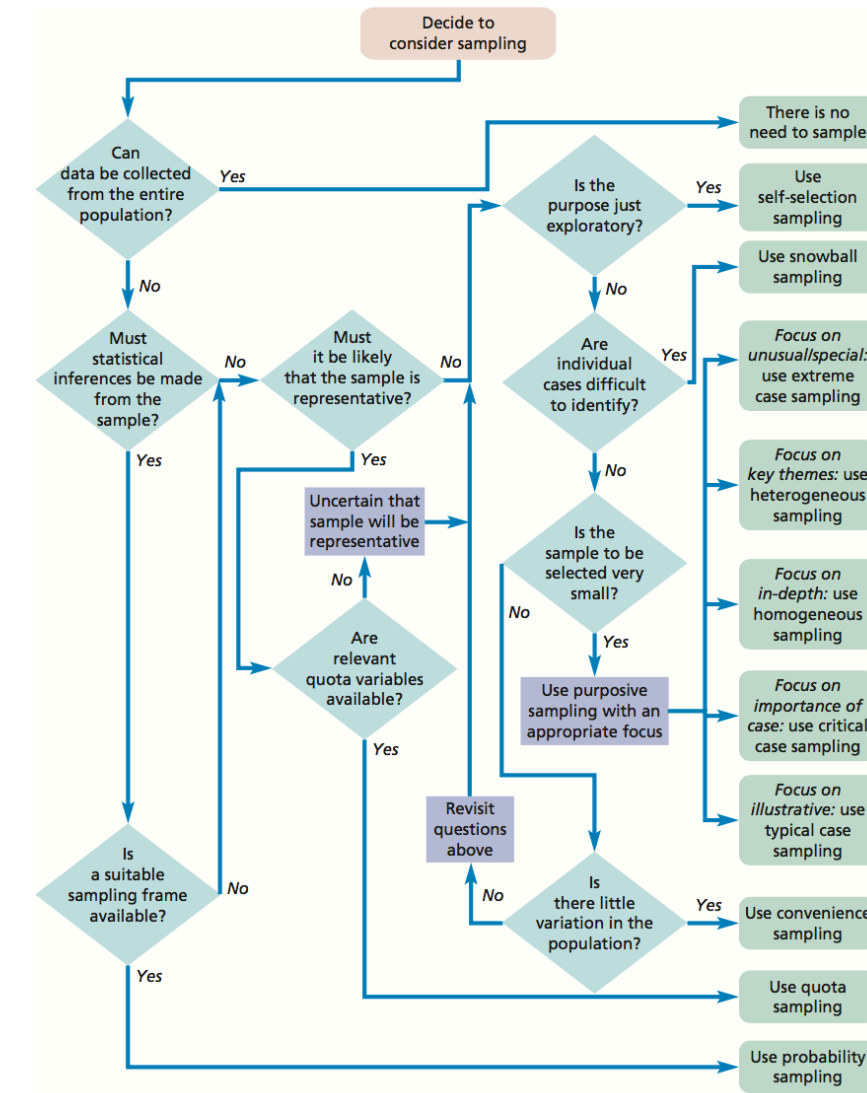 Decide to
consider sampling
There is no
need to sample
Can
data be collected
from the entire
population?
Yes
Is the
purpose just
exploratory?
Yes
Use
self-selection
sampling
No
Use snowball
sampling
No
Must
statistical
inferences be made
from the
sample?
No
Must
it be likely
that the sample is
representative?
No
Are
individual
cases difficult
to identify?
Yes
Focus on
unusual/special:
use extreme
case sampling
Yes
Yes
No
Focus on
key themes: use
heterogeneous
sampling
Uncertain that
sample will be
representative
Is the
sample to be
selected very
small?
No
No
Yes
Focus on
in-depth: use
homogeneous
sampling
Are
relevant
quota variables
available?
Yes
Use purposive
sampling with an
appropriate focus
Focus on
importance of
case: use critical
case sampling
Revisit
questions
above
Focus on
illustrative: use
typical case
sampling
Is
a suitable
sampling frame
available?
No
No
Is
there little
variation in the
population?
Yes
Use convenience
sampling
Yes
Use quota
sampling
Use probability
sampling